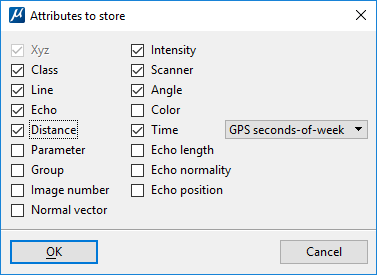 Attributes to store
Xyz
Class
Line
Echo
Distance
Parameter
Group
Image number
Normal vector
Intensity
Scanner
Angle
Color
Time GPS seconds-of-week
Echo length
Echo normality
Echo position
OK Cancel